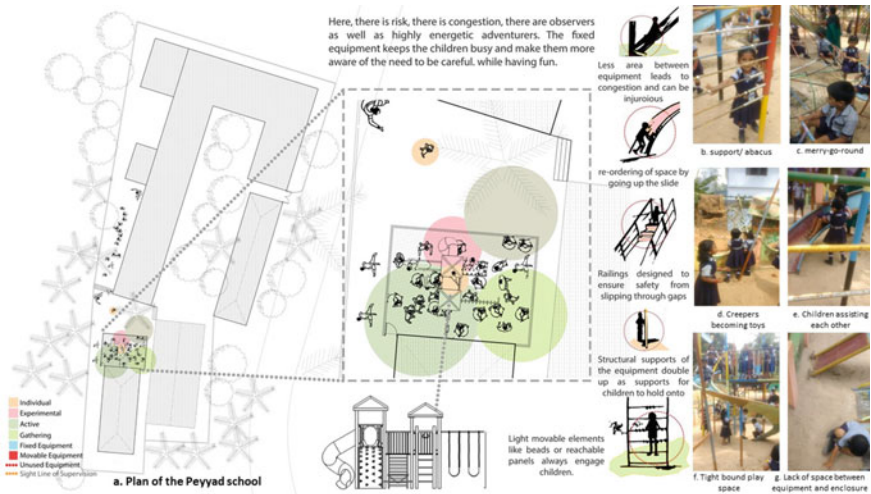 Here, there is risk, there is congestion, there are observers
as well as highly energetic adventurers. The fixed
equipment keeps the children busy and make them more
aware of the need to be careful. while having fun.
Less area between
equipment leads to
congestion and can be
injuroious
re-ordering of space by
going up the slide
Railings designed to
ensure safety from
slipping through gaps
Structural supports of
the equipment double
up as supports for
children to hold onto
Light movable elements
like beads or reachable
panels always engage
children.
b. support/ abacus
c. merry-go-round
d. Creepers
becoming toys
e. Children assisting
each other
f. Tight bound play
space
g. Lack of space between
equipment and enclosure
Individual
Experimental
Active
Gathering
Fixed Equipment
Movable Equipment
Unused Equipment
Sight Line of Supervision
a. Plan of the Peyyad school